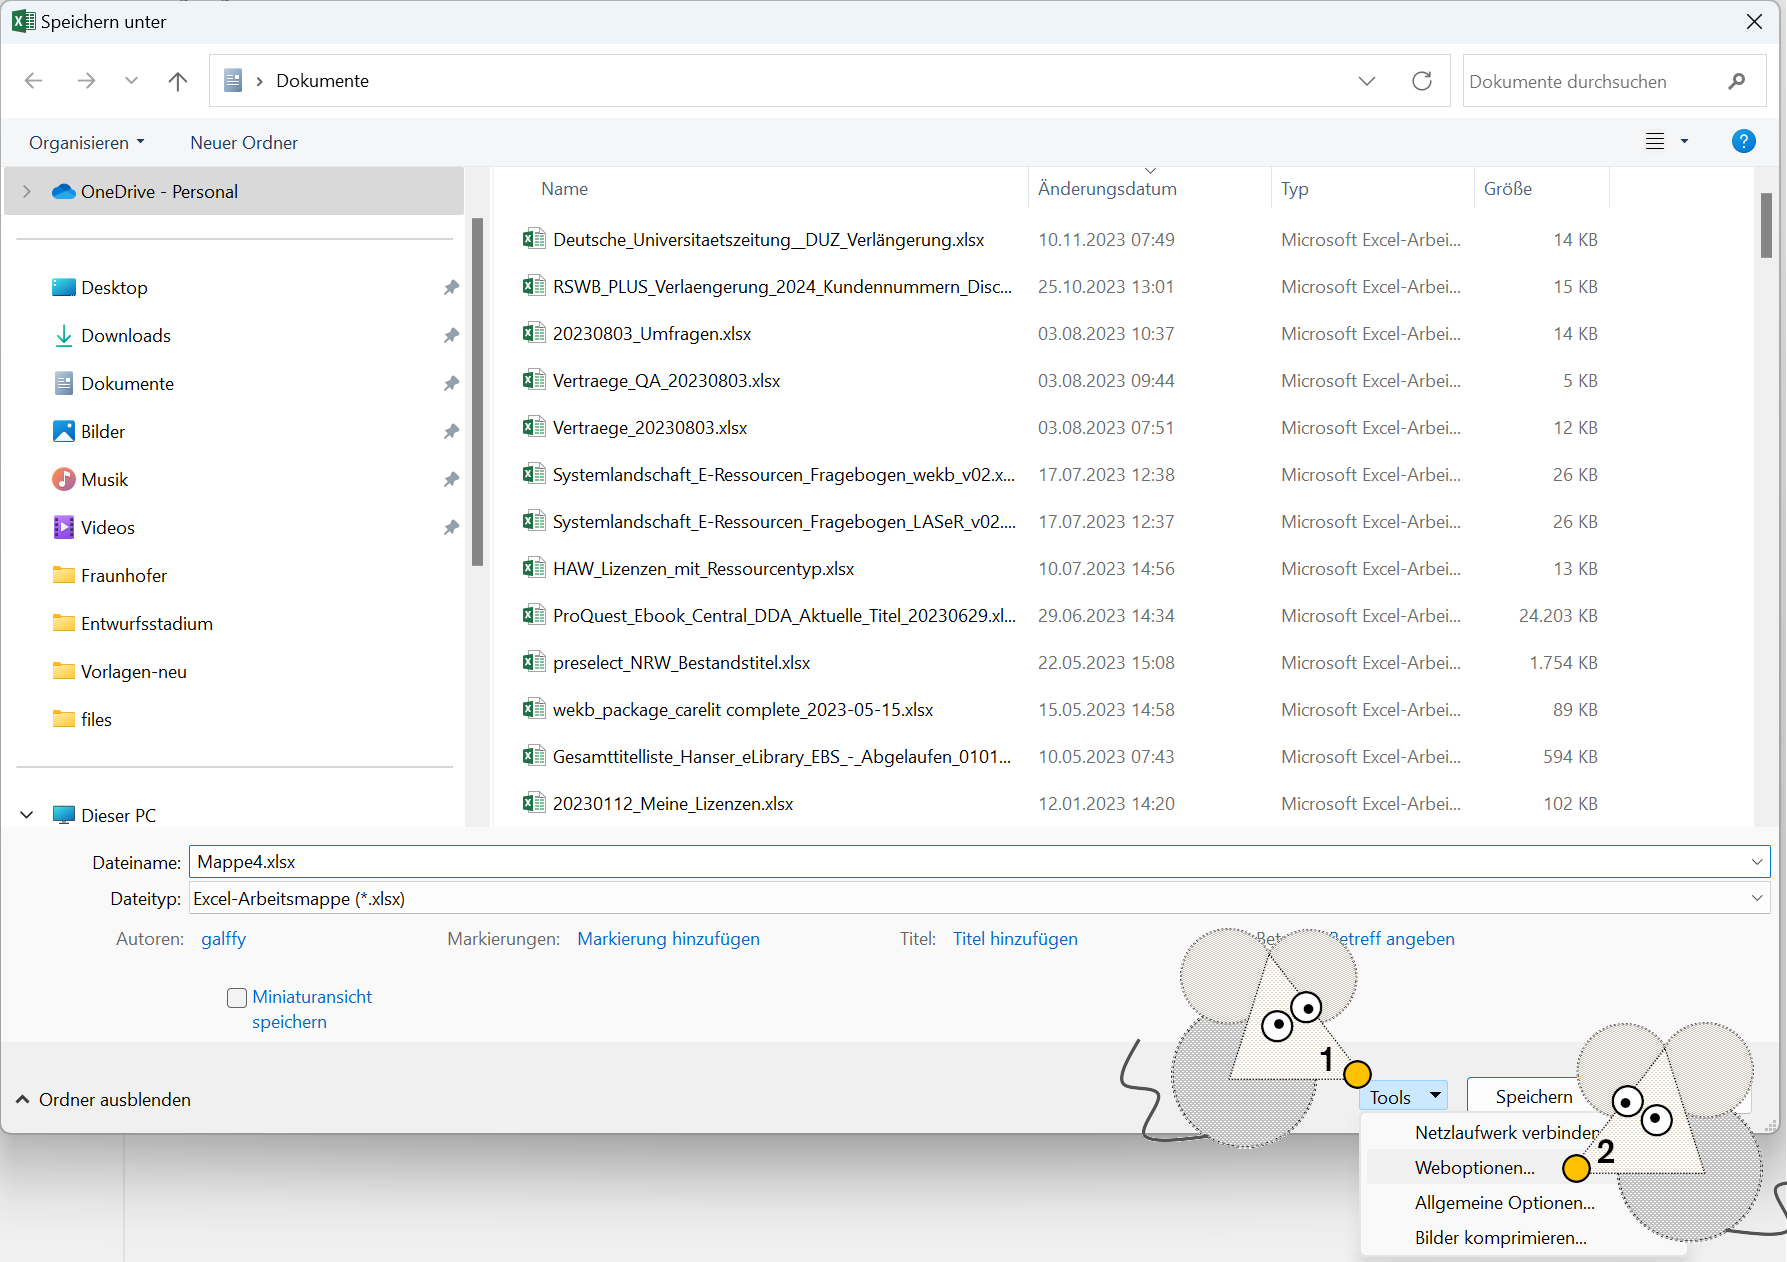 Speichern unter
Dokumente
Dokumente durchsuchen
Organisieren
Neuer Ordner
?
OneDrive - Personal
Desktop
Downloads
Dokumente
Bilder
Musik
Videos
Fraunhofer
Entwurfsstadium
Vorlagen-neu
files
Dieser PC
Name Änderungsdatum Typ Größe
Deutsche_Universitaetszeitung__DUZ_Verlängerung.xlsx 10.11.2023 07:49 Microsoft Excel-Arbei... 14 KB
RSWB_PLUS_Verlaengerung_2024_Kundennummern_Disc... 25.10.2023 13:01 Microsoft Excel-Arbei... 15 KB
20230803_Umfragen.xlsx 03.08.2023 10:37 Microsoft Excel-Arbei... 14 KB
Vertraege_QA_20230803.xlsx 03.08.2023 09:44 Microsoft Excel-Arbei... 5 KB
Vertraege_20230803.xlsx 03.08.2023 07:51 Microsoft Excel-Arbei... 12 KB
Systemlandschaft_E-Ressourcen_Fragebogen_wekb_v02.x... 17.07.2023 12:38 Microsoft Excel-Arbei... 26 KB
Systemlandschaft_E-Ressourcen_Fragebogen_LASeR_v02.... 17.07.2023 12:37 Microsoft Excel-Arbei... 26 KB
HAW_Lizenzen_mit_Ressourcentyp.xlsx 10.07.2023 14:56 Microsoft Excel-Arbei... 13 KB
ProQuest_Ebook_Central_DDA_Aktuelle_Titel_20230629.xl... 29.06.2023 14:34 Microsoft Excel-Arbei... 24.203 KB
preselect_NRW_Bestandstitel.xlsx 22.05.2023 15:08 Microsoft Excel-Arbei... 1.754 KB
wekb_package_carelit complete_2023-05-15.xlsx 15.05.2023 14:58 Microsoft Excel-Arbei... 89 KB
Gesamttitelliste_Hanser_eLibrary_EBS_-_Abgelaufen_0101... 10.05.2023 07:43 Microsoft Excel-Arbei... 594 KB
20230112_Meine_Lizenzen.xlsx 12.01.2023 14:20 Microsoft Excel-Arbei... 102 KB
Dateiname: Mappe4.xlsx
Dateityp: Excel-Arbeitsmappe (*.xlsx)
Autoren: galffy Markierungen: Markierung hinzufügen Titel: Titel hinzufügen Betreff angeben
Miniaturansicht
speichern
1
Ordner ausblenden
Tools
Speichern
Netzlaufwerk verbinden
2
Weboptionen...
Allgemeine Optionen...
Bilder komprimieren...